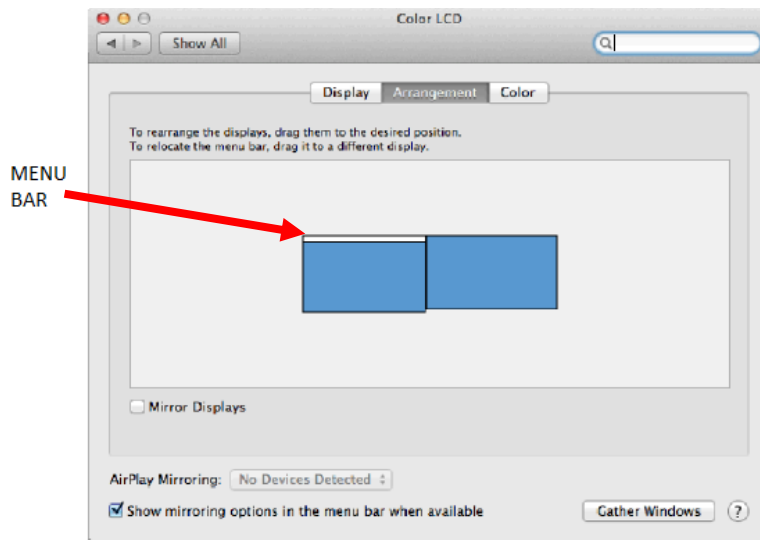 Color LCD
Show All
Display Arrangement Color
To rearrange the displays, drag them to the desired position.
To relocate the menu bar, drag it to a different display.
MENU
BAR
Mirror Displays
AirPlay Mirroring: No Devices Detected
Show mirroring options in the menu bar when available
Gather Windows ?